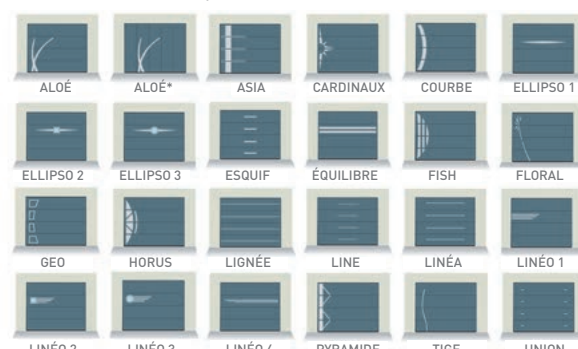 ALOÉ ALOÉ* ASIA CARDINAUX COURBE ELLIPSO 1
ELLIPSO 2 ELLIPSO 3 ESQUIF ÉQUILIBRE FISH FLORAL
GEO HORUS LIGNÉE LINE LINÉA LINÉO 1
LINÉO 2 LINÉO 3 LINÉO 4 PYRAMIDE TIGE UNION